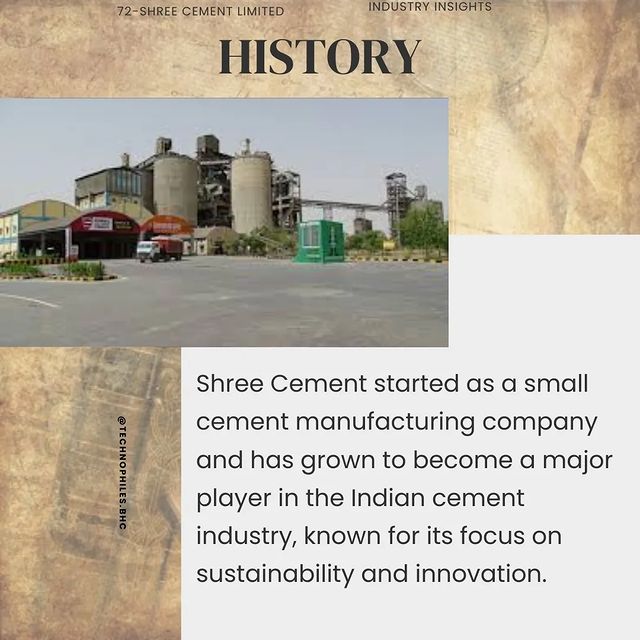 72-SHREE CEMENT LIMITED
INDUSTRY INSIGHTS
HISTORY
Shree Cement started as a small
cement manufacturing company
and has grown to become a major
player in the Indian cement
industry, known for its focus on
sustainability and innovation.
@TECHNOPHILES.BHC